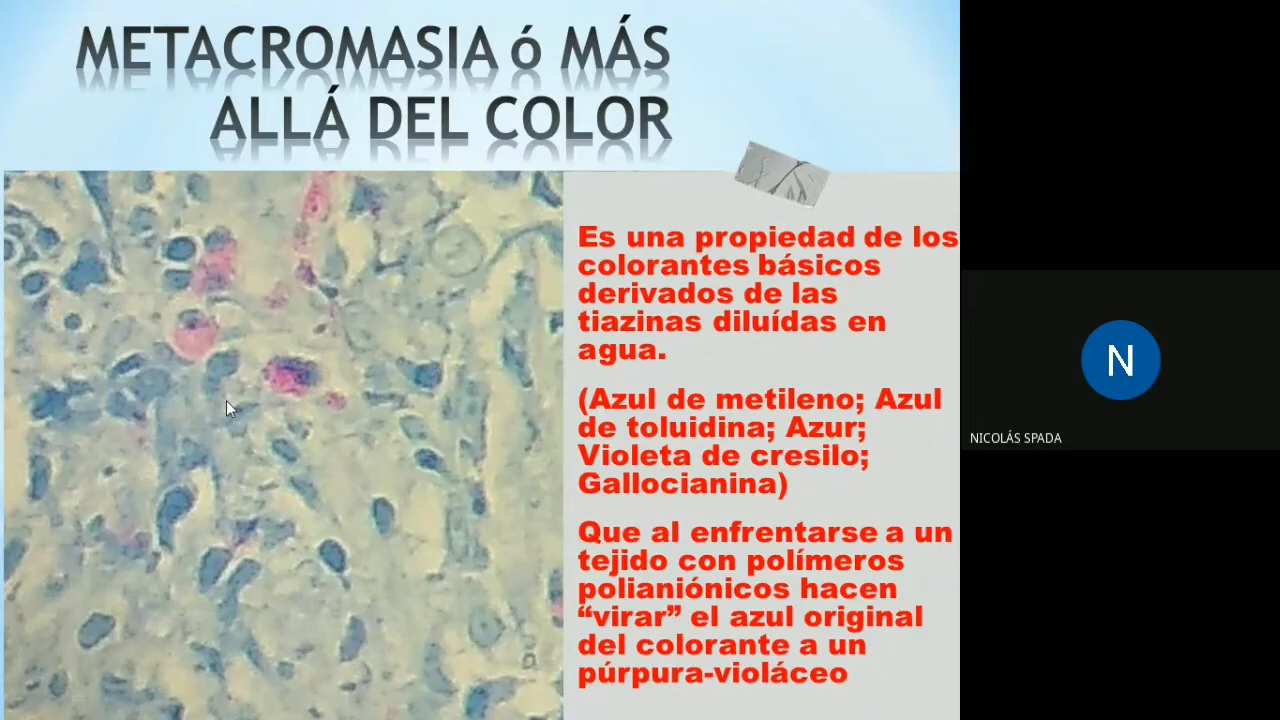 METACROMASIA ó MÁS
ALLÁ DEL COLOR
Es una propiedad de los
colorantes básicos
derivados de las
tiazinas diluídas en
agua.
(Azul de metileno; Azul
de toluidina; Azur;
Violeta de cresilo;
Gallocianina)
Que al enfrentarse a un
tejido con polímeros
polianiónicos hacen
“virar” el azul original
del colorante a un
púrpura-violáceo
N
NICOLÁS SPADA